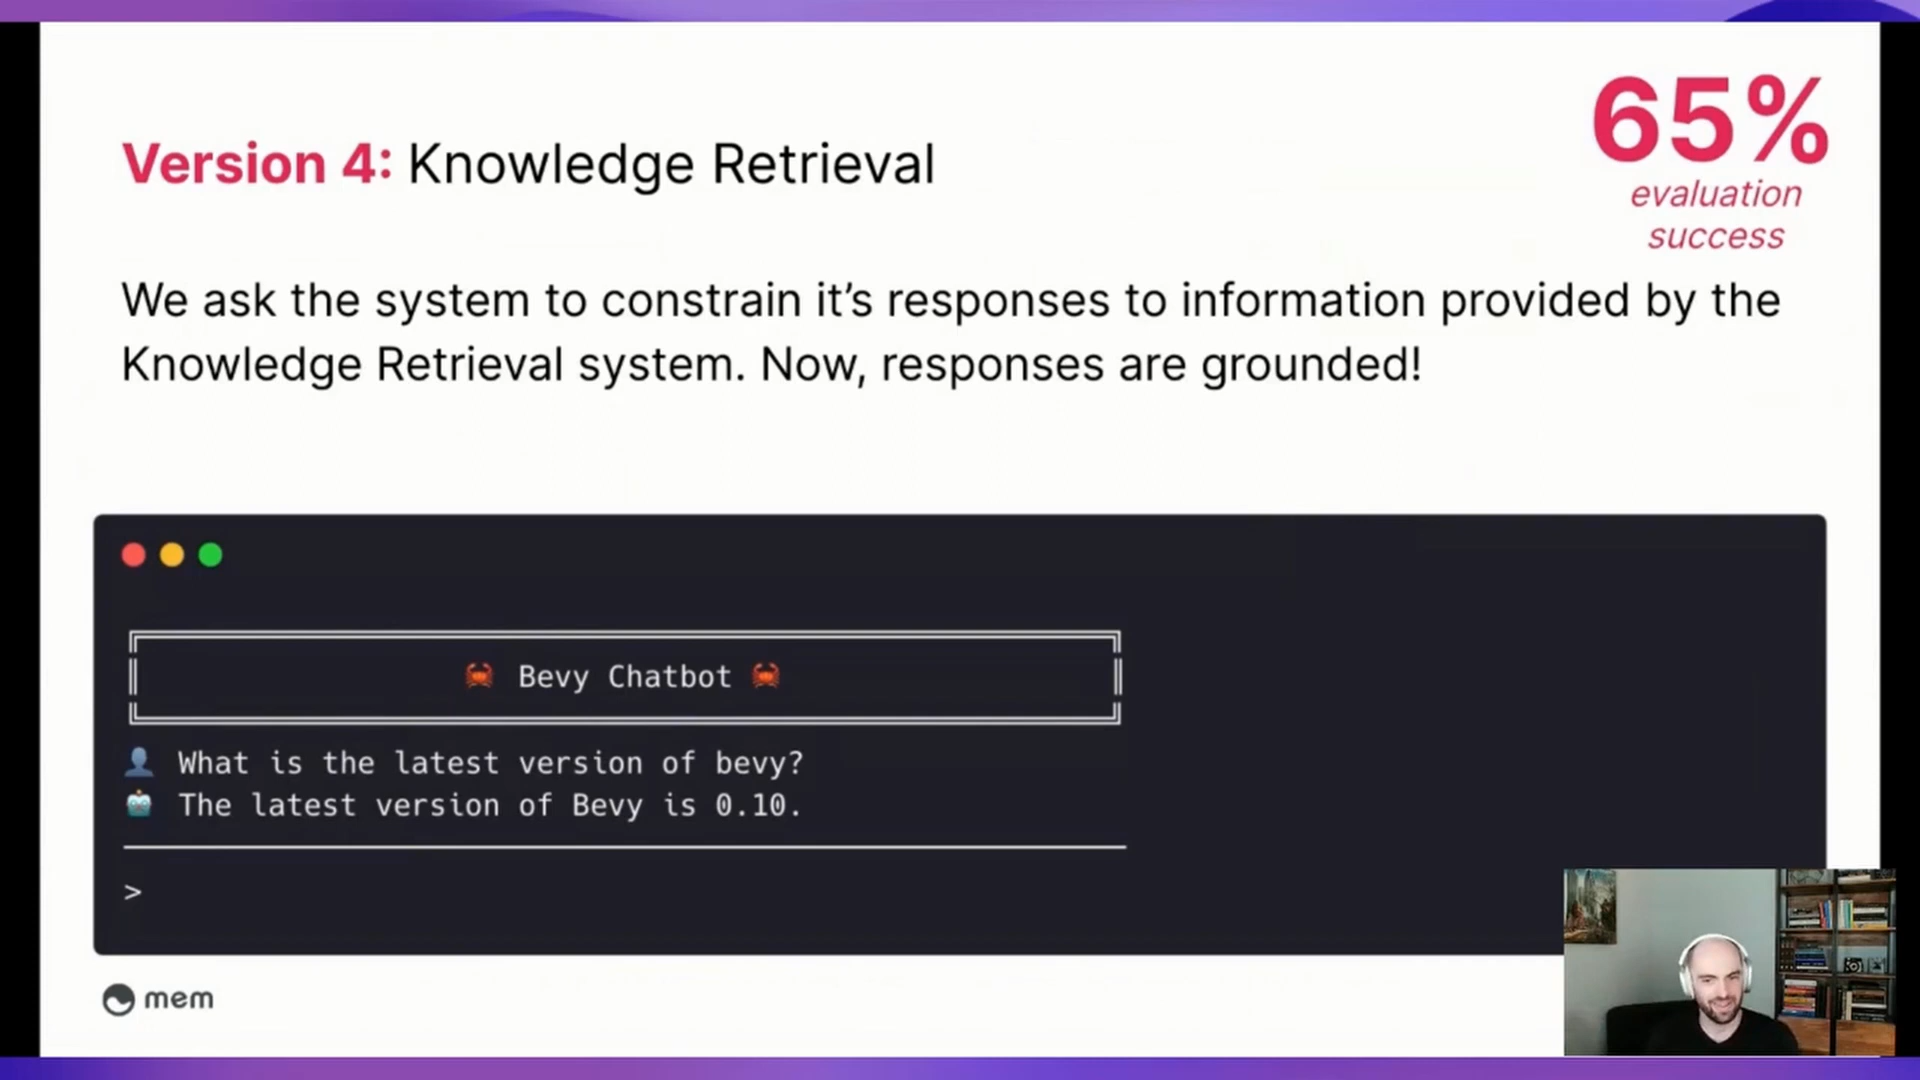 65%
evaluation
success
Version 4: Knowledge Retrieval
We ask the system to constrain it's responses to information provided by the
Knowledge Retrieval system. Now, responses are grounded!
🦀 Bevy Chatbot 🦀
👤 What is the latest version of bevy?
🤖 The latest version of Bevy is 0.10.
>
mem